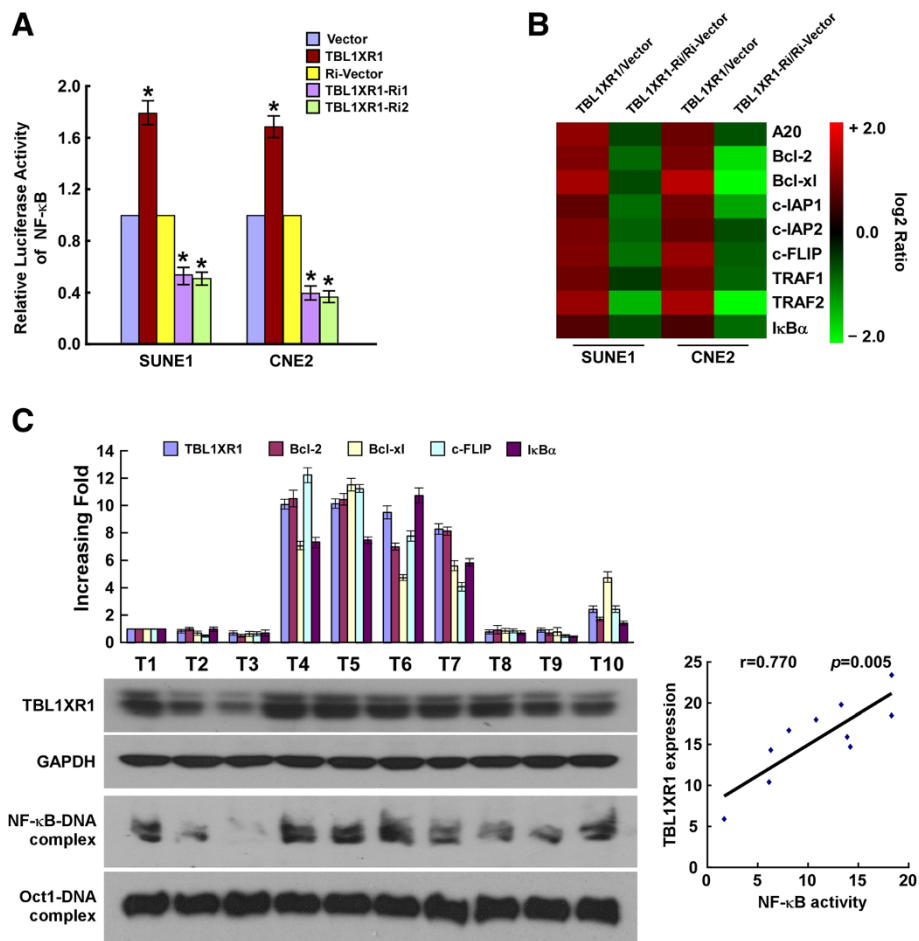 A
Vector
TBL1XR1
Ri-Vector
TBL1XR1-Ri1
TBL1XR1-Ri2
Relative Luciferase Activity
of NF-κB
2.0
1.6
1.2
0.8
0.4
0.0
*
*
*
*
*
*
SUNE1
CNE2
B
TBL1XR1/Vector
TBL1XR1-Ri/Ri-Vector
TBL1XR1/Vector
TBL1XR1-Ri/Ri-Vector
A20
Bcl-2
Bcl-xl
c-IAP1
c-IAP2
c-FLIP
TRAF1
TRAF2
IκBα
SUNE1
CNE2
+ 2.0
0.0
− 2.0
log2 Ratio
C
TBL1XR1
Bcl-2
Bcl-xl
c-FLIP
IκBα
Increasing Fold
14
12
10
8
6
4
2
0
T1 T2 T3 T4 T5 T6 T7 T8 T9 T10
TBL1XR1
GAPDH
NF-κB-DNA
complex
Oct1-DNA
complex
r=0.770 p=0.005
TBL1XR1 expression
25
20
15
10
5
0
0 5 10 15 20
NF-κB activity